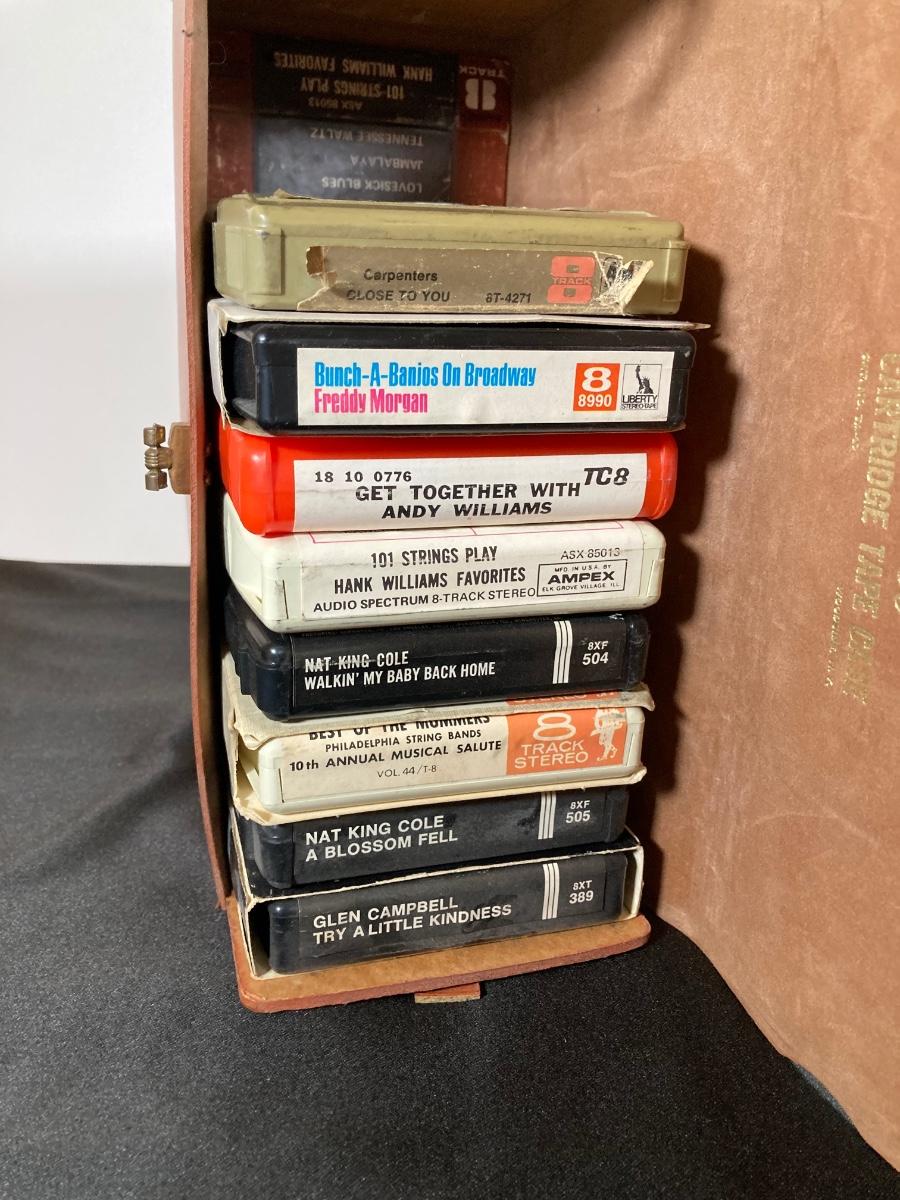 HANK WILLIAMS FAVORITES
101 STRINGS PLAY
ASX 85013
8
TRACK
TENNESSEE WALTZ
JAMBALAYA
LOVESICK BLUES
Carpenters
CLOSE TO YOU 8T-4271
8
TRACK
Bunch-A-Banjos On Broadway
Freddy Morgan
8
8990
LIBERTY
STEREO-TAPE
18 10 0776
TC8
GET TOGETHER WITH
ANDY WILLIAMS
101 STRINGS PLAY
ASX 85013
HANK WILLIAMS FAVORITES
AUDIO SPECTRUM 8-TRACK STEREO
MFD. IN U.S.A. BY
AMPEX
ELK GROVE VILLAGE, ILL.
NAT KING COLE
WALKIN' MY BABY BACK HOME
8XF
504
BEST OF THE MUMMERS
PHILADELPHIA STRING BANDS
10th ANNUAL MUSICAL SALUTE
VOL. 44/T-8
8
TRACK
STEREO
NAT KING COLE
A BLOSSOM FELL
8XF
505
GLEN CAMPBELL
TRY A LITTLE KINDNESS
8XT
389
CARTRIDGE TAPE CASE